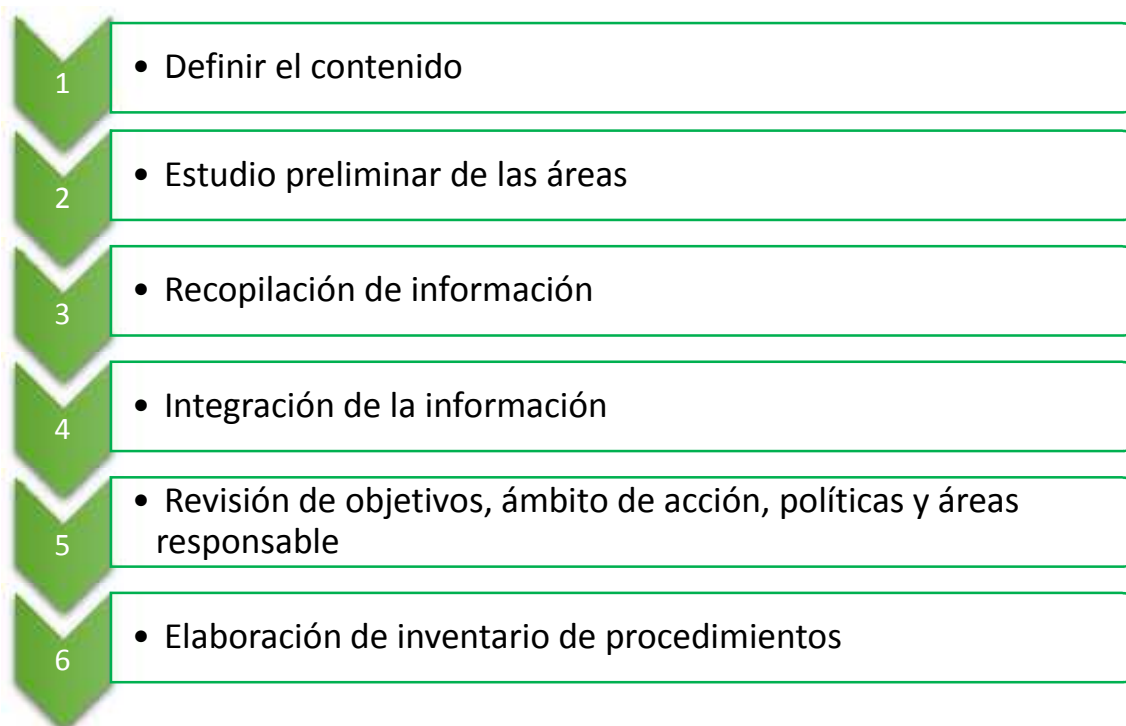 1
• Definir el contenido
2
• Estudio preliminar de las áreas
3
• Recopilación de información
4
• Integración de la información
5
• Revisión de objetivos, ámbito de acción, políticas y áreas
responsable
6
• Elaboración de inventario de procedimientos